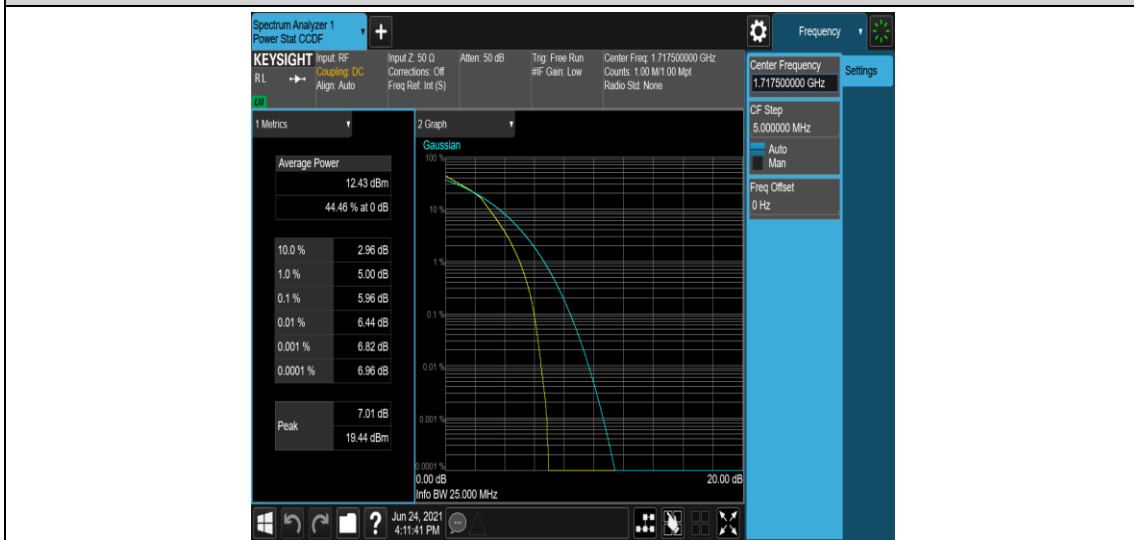 Spectrum Analyzer 1
Power Stat CCDF
+
Frequency
KEYSIGHT
RL
LXI
Input: RF
Coupling: DC
Align: Auto
Input Z: 50 Ω
Corrections: Off
Freq Ref: Int (S)
Atten: 50 dB
Trig: Free Run
#IF Gain: Low
Center Freq: 1.717500000 GHz
Counts: 1.00 M/1.00 Mpt
Radio Std: None
Center Frequency
1.717500000 GHz
Settings
CF Step
5.000000 MHz
Auto
Man
Freq Offset
0 Hz
1 Metrics
Average Power
12.43 dBm
44.46 % at 0 dB
10.0 % 2.96 dB
1.0 % 5.00 dB
0.1 % 5.96 dB
0.01 % 6.44 dB
0.001 % 6.82 dB
0.0001 % 6.96 dB
Peak
7.01 dB
19.44 dBm
2 Graph
Gaussian
100 %
10 %
1 %
0.1 %
0.01 %
0.001 %
0.0001 %
0.00 dB 20.00 dB
Info BW 25.000 MHz
?
Jun 24, 2021
4:11:41 PM